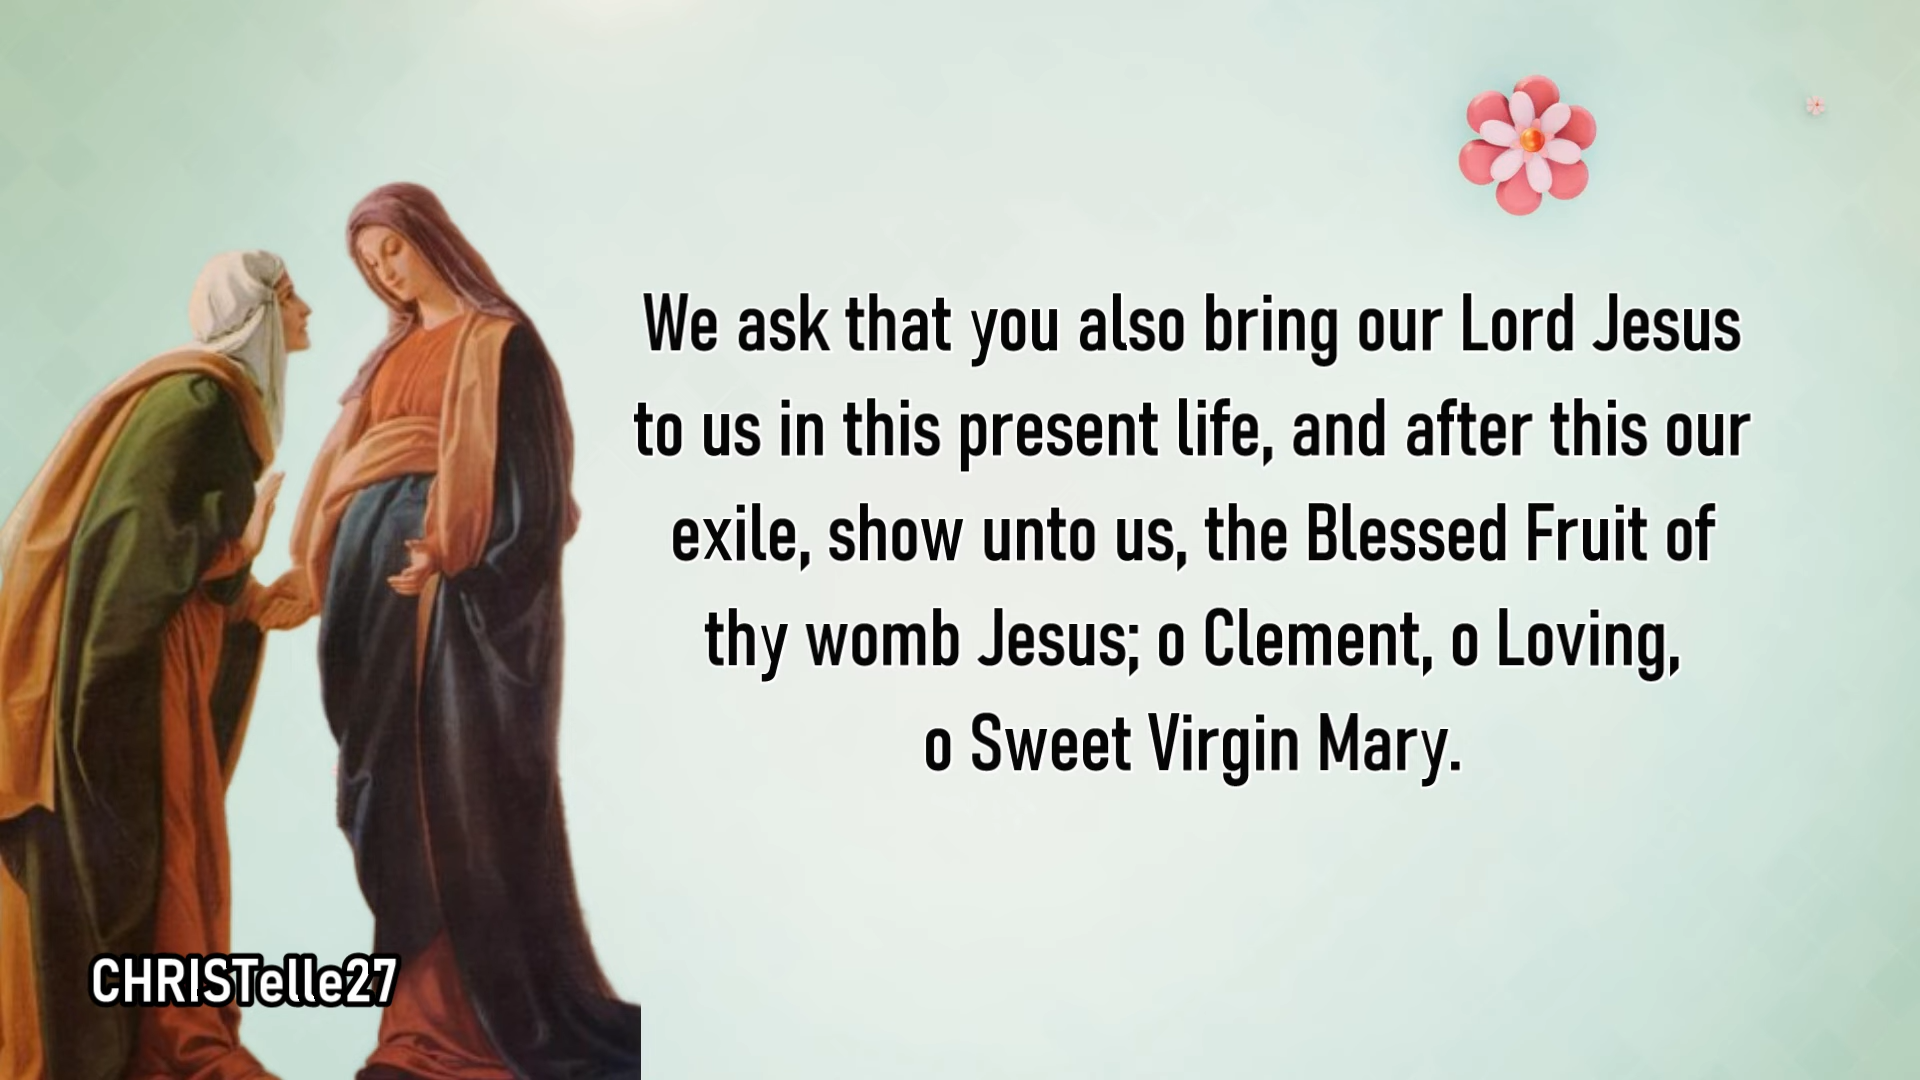 We ask that you also bring our Lord Jesus
to us in this present life, and after this our
exile, show unto us, the Blessed Fruit of
thy womb Jesus; o Clement, o Loving,
o Sweet Virgin Mary.
CHRISTelle27